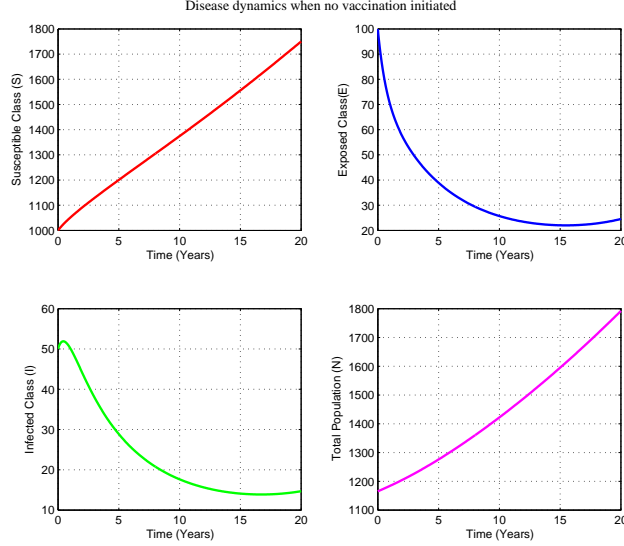 Disease dynamics when no vaccination initiated
1800
1700
1600
1500
1400
1300
1200
1100
1000
Susceptible Class (S)
0 5 10 15 20
Time (Years)
100
90
80
70
60
50
40
30
20
Exposed Class(E)
0 5 10 15 20
Time (Years)
60
50
40
30
20
10
Infected Class (I)
0 5 10 15 20
Time (Years)
1800
1700
1600
1500
1400
1300
1200
1100
Total Population (N)
0 5 10 15 20
Time (Years)